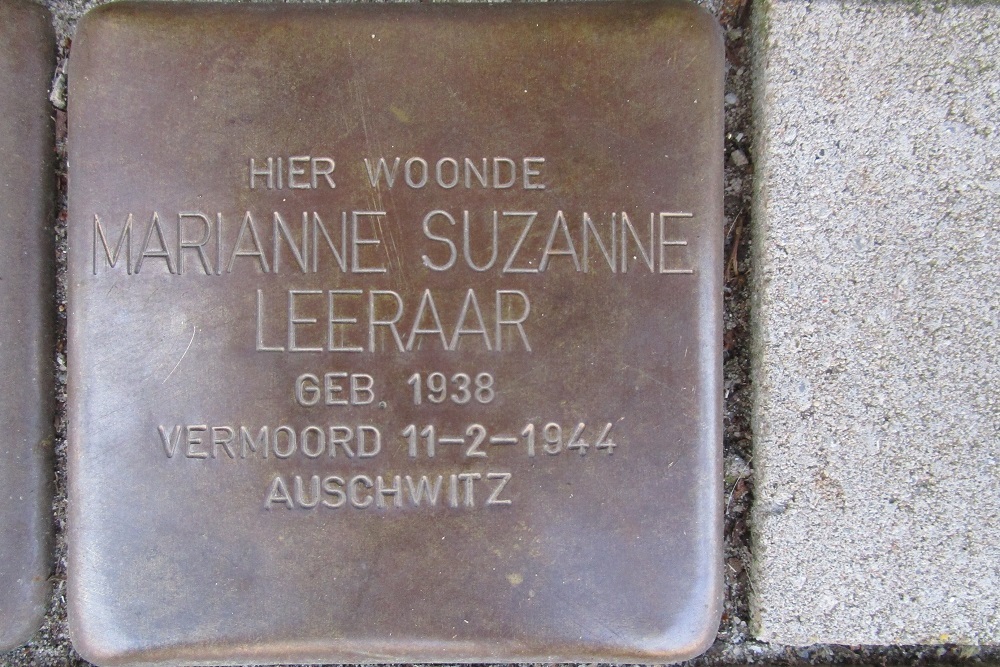 HIER WOONDE
MARIANNE SUZANNE
LEERAAR
GEB. 1938
VERMOORD 11-2-1944
AUSCHWITZ